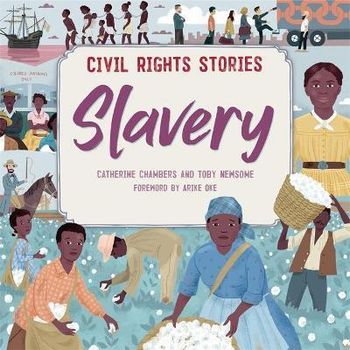 CIVIL RIGHTS STORIES
Slavery
CATHERINE CHAMBERS AND TOBY NEWSOME
FOREWORD BY ARIKE OKE